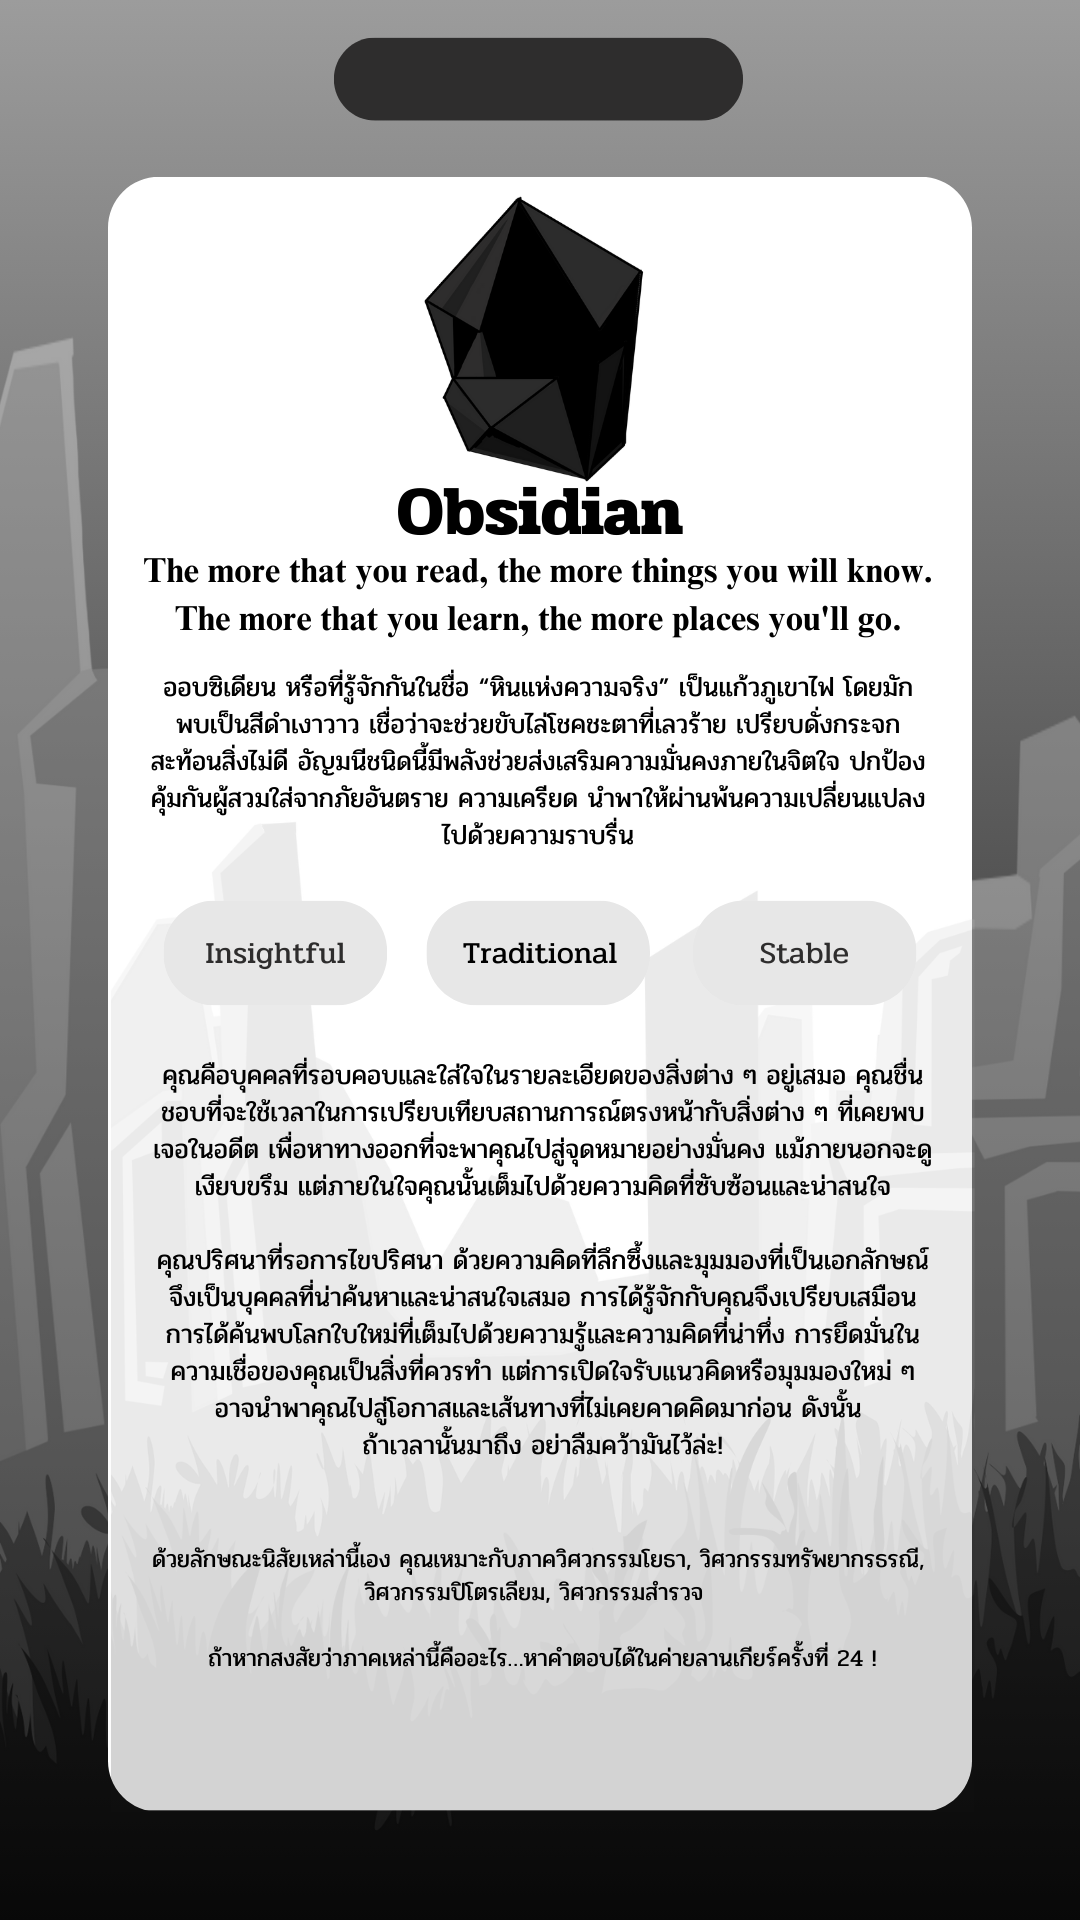 Obsidian
The more that you read, the more things you will know.
The more that you learn, the more places you'll go.
ออบซิเดียน หรือที่รู้จักกันในชื่อ “หินแห่งความจริง” เป็นแก้วภูเขาไฟ โดยมัก
พบเป็นสีดำเงาวาว เชื่อว่าจะช่วยขับไล่โชคชะตาที่เลวร้าย เปรียบดั่งกระจก
สะท้อนสิ่งไม่ดี อัญมนีชนิดนี้มีพลังช่วยส่งเสริมความมั่นคงภายในจิตใจ ปกป้อง
คุ้มกันผู้สวมใส่จากภัยอันตราย ความเครียด นำพาให้ผ่านพ้นความเปลี่ยนแปลง
ไปด้วยความราบรื่น
Insightful
Traditional
Stable
คุณคือบุคคลที่รอบคอบและใส่ใจในรายละเอียดของสิ่งต่าง ๆ อยู่เสมอ คุณชื่น
ชอบที่จะใช้เวลาในการเปรียบเทียบสถานการณ์ตรงหน้ากับสิ่งต่าง ๆ ที่เคยพบ
เจอในอดีต เพื่อหาทางออกที่จะพาคุณไปสู่จุดหมายอย่างมั่นคง แม้ภายนอกจะดู
เงียบขรึม แต่ภายในใจคุณนั้นเต็มไปด้วยความคิดที่ซับซ้อนและน่าสนใจ
คุณปริศนาที่รอการไขปริศนา ด้วยความคิดที่ลึกซึ้งและมุมมองที่เป็นเอกลักษณ์
จึงเป็นบุคคลที่น่าค้นหาและน่าสนใจเสมอ การได้รู้จักกับคุณจึงเปรียบเสมือน
การได้ค้นพบโลกใบใหม่ที่เต็มไปด้วยความรู้และความคิดที่น่าทึ่ง การยึดมั่นใน
ความเชื่อของคุณเป็นสิ่งที่ควรทำ แต่การเปิดใจรับแนวคิดหรือมุมมองใหม่ ๆ
อาจนำพาคุณไปสู่โอกาสและเส้นทางที่ไม่เคยคาดคิดมาก่อน ดังนั้น
ถ้าเวลานั้นมาถึง อย่าลืมคว้ามันไว้ล่ะ!
ด้วยลักษณะนิสัยเหล่านี้เอง คุณเหมาะกับภาควิศวกรรมโยธา, วิศวกรรมทรัพยากรธรณี,
วิศวกรรมปิโตรเลียม, วิศวกรรมสำรวจ
ถ้าหากสงสัยว่าภาคเหล่านี้คืออะไร...หาคำตอบได้ในค่ายลานเกียร์ครั้งที่ 24 !